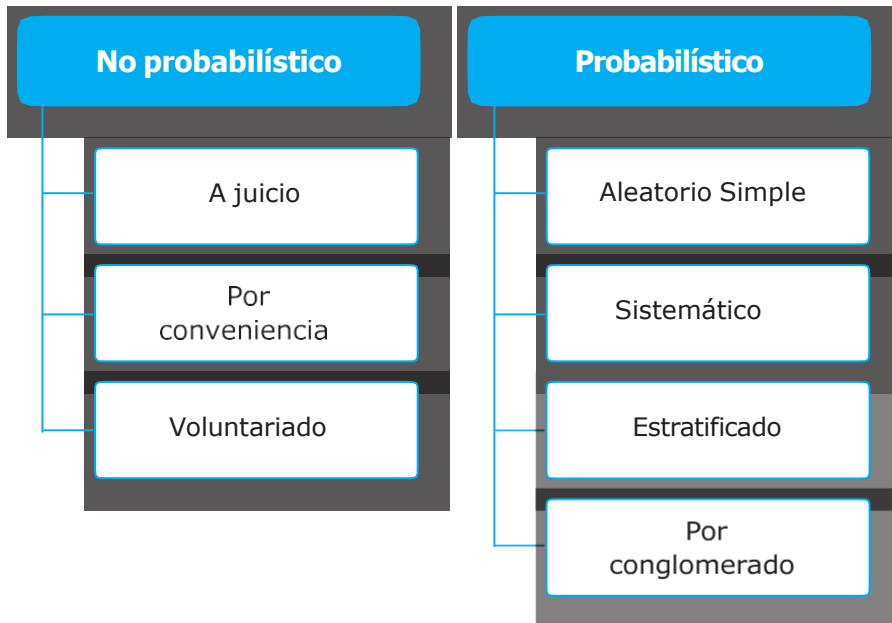 No probabilístico
A juicio
Por
conveniencia
Voluntariado
Probabilístico
Aleatorio Simple
Sistemático
Estratificado
Por
conglomerado